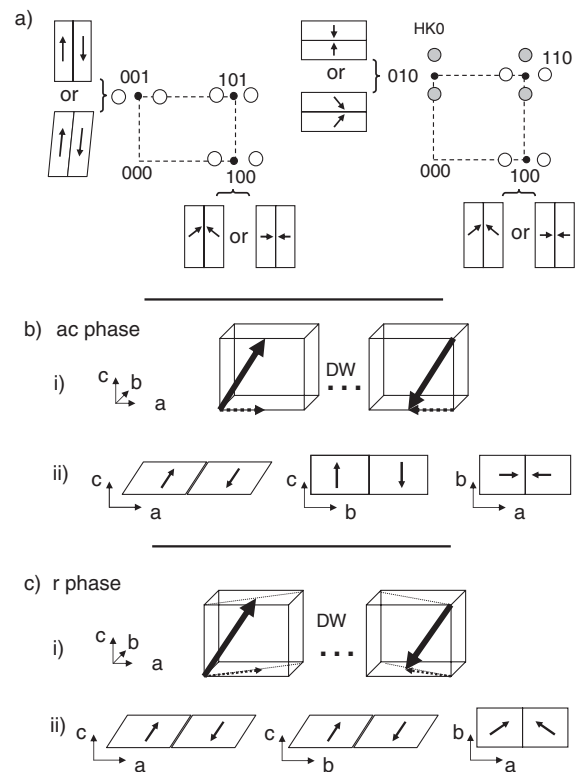 a)
HK0
001
101
or
or
010
110
000
100
000
100
or
or
b) ac phase
i)
c
b
a
DW
ii)
c
a
c
b
b
a
c) r phase
i)
c
b
a
DW
ii)
c
a
c
b
b
a